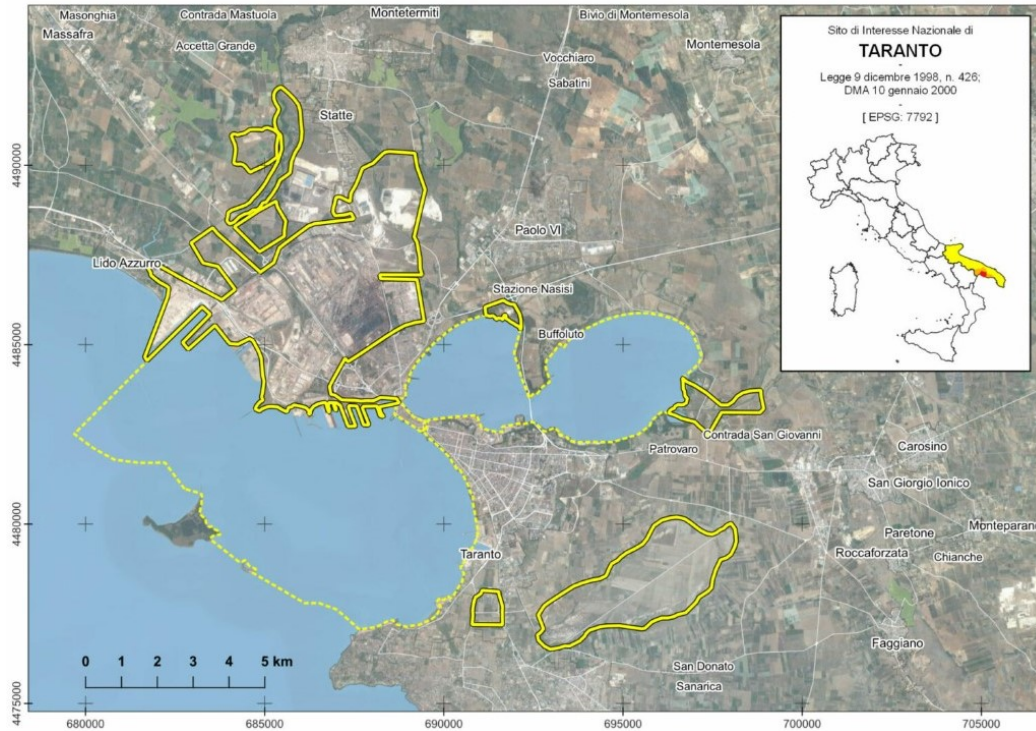 Masonghia
Contrada Mastuola
Montetermiti
Bivio di Montemesola
Massafra
Accetta Grande
Montemesola
Vocchiaro
Sabatini
Statte
Sito di Interesse Nazionale di
TARANTO
-
Legge 9 dicembre 1998, n. 426;
DMA 10 gennaio 2000
-
[ EPSG: 7792 ]
4490000
Paolo VI
Lido Azzurro
Stazione Nasisi
Buffoluto
4485000
Contrada San Giovanni
Patrovaro
Carosino
San Giorgio Ionico
4480000
Monteparano
Paretone
Taranto
Roccaforzata
Chianche
Faggiano
San Donato
Sanarica
0 1 2 3 4 5 km
4475000
680000 685000 690000 695000 700000 705000